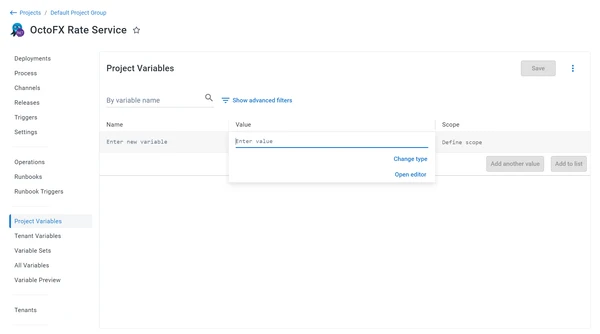 ← Projects / Default Project Group
OctoFX Rate Service
Deployments
Process
Channels
Releases
Triggers
Settings
Operations
Runbooks
Runbook Triggers
Project Variables
Tenant Variables
Variable Sets
All Variables
Variable Preview
Tenants
Project Variables
Save
By variable name
Show advanced filters
Name Value Scope
Enter new variable Enter value Define scope
Change type
Open editor
Add another value Add to list